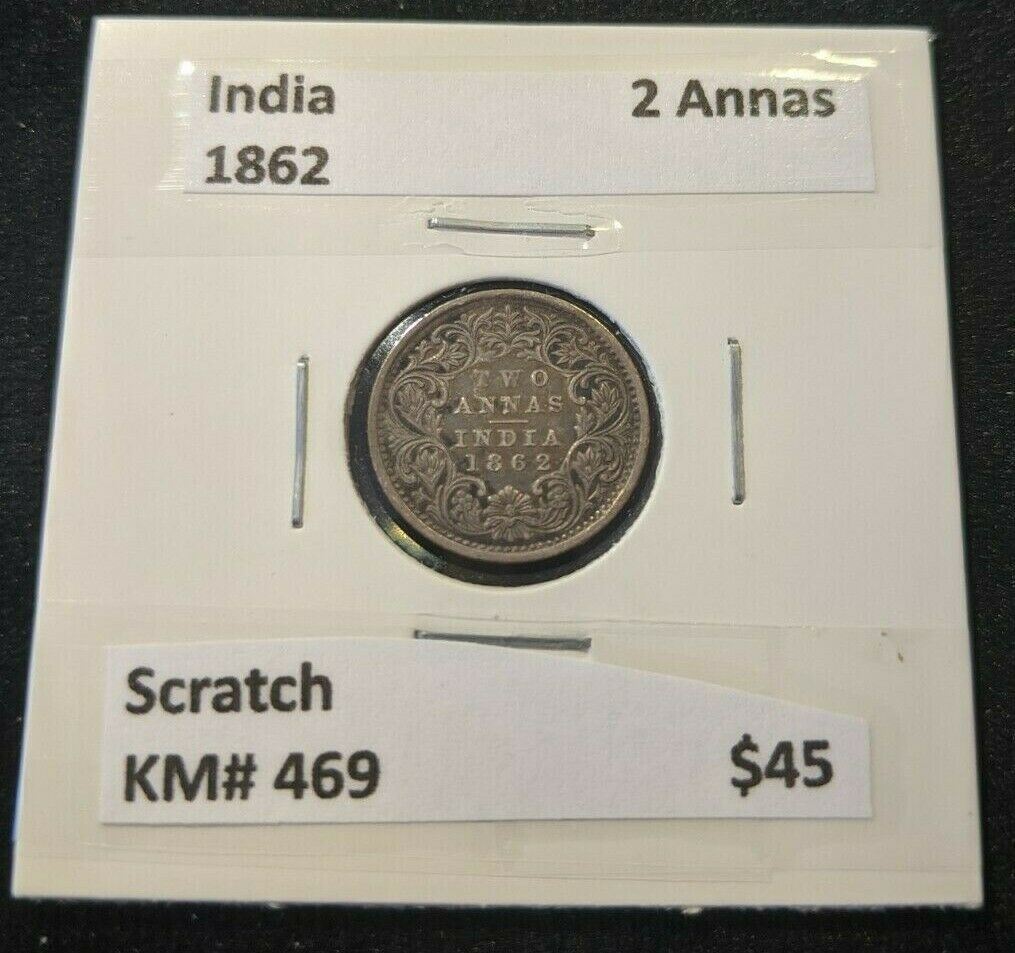 India 2 Annas
1862
TWO
ANNAS
INDIA
1862
Scratch
KM# 469 $45